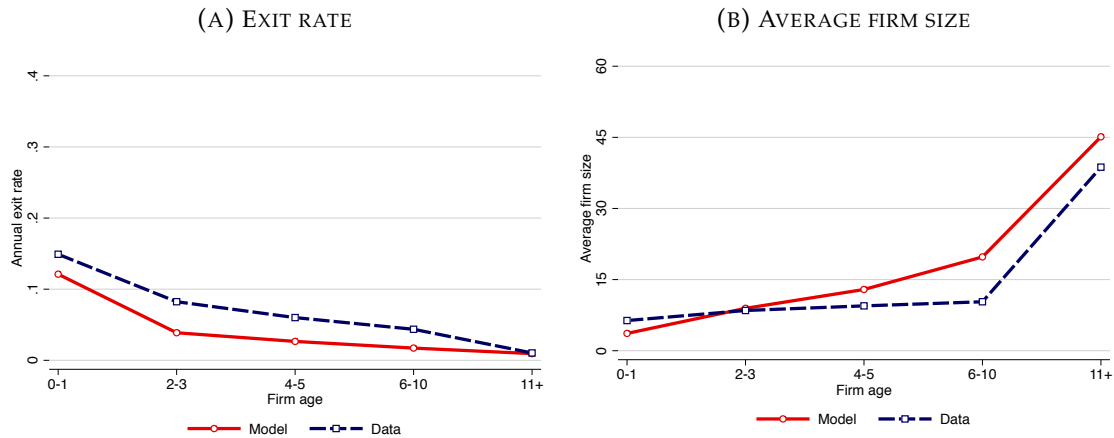 (A) EXIT RATE
Annual exit rate
.4
.3
.2
.1
0
0-1 2-3 4-5 6-10 11+
Firm age
Model Data
(B) AVERAGE FIRM SIZE
Average firm size
60
45
30
15
0
0-1 2-3 4-5 6-10 11+
Firm age
Model Data